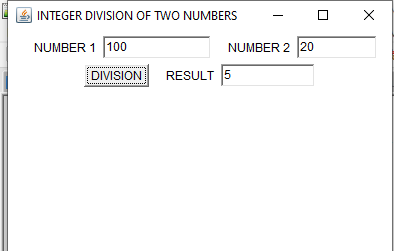 INTEGER DIVISION OF TWO NUMBERS
NUMBER 1 100 NUMBER 2 20
DIVISION RESULT 5